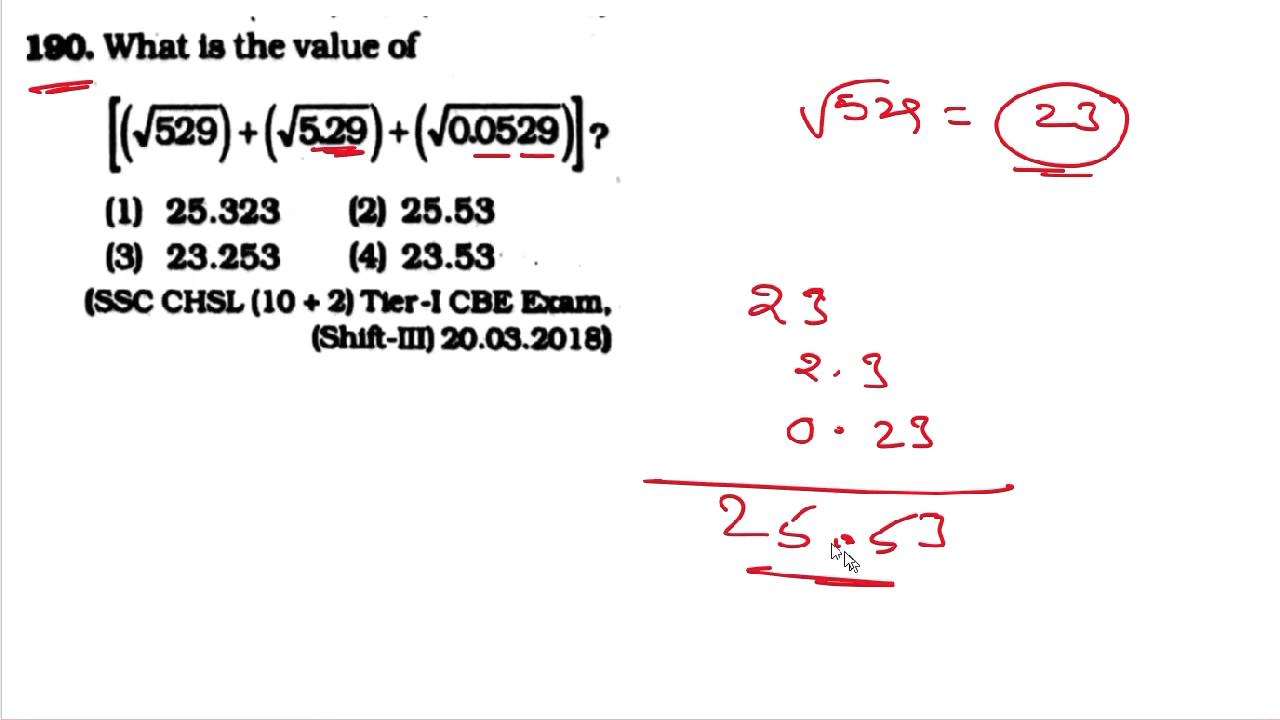 190. What is the value of
[(√529) + (√5.29) + (√0.0529)] ?
(1) 25.323 (2) 25.53
(3) 23.253 (4) 23.53
(SSC CHSL (10 + 2) Tier-I CBE Exam,
(Shift-III) 20.03.2018)
√529 = 23
23
2.3
0.23
25.53